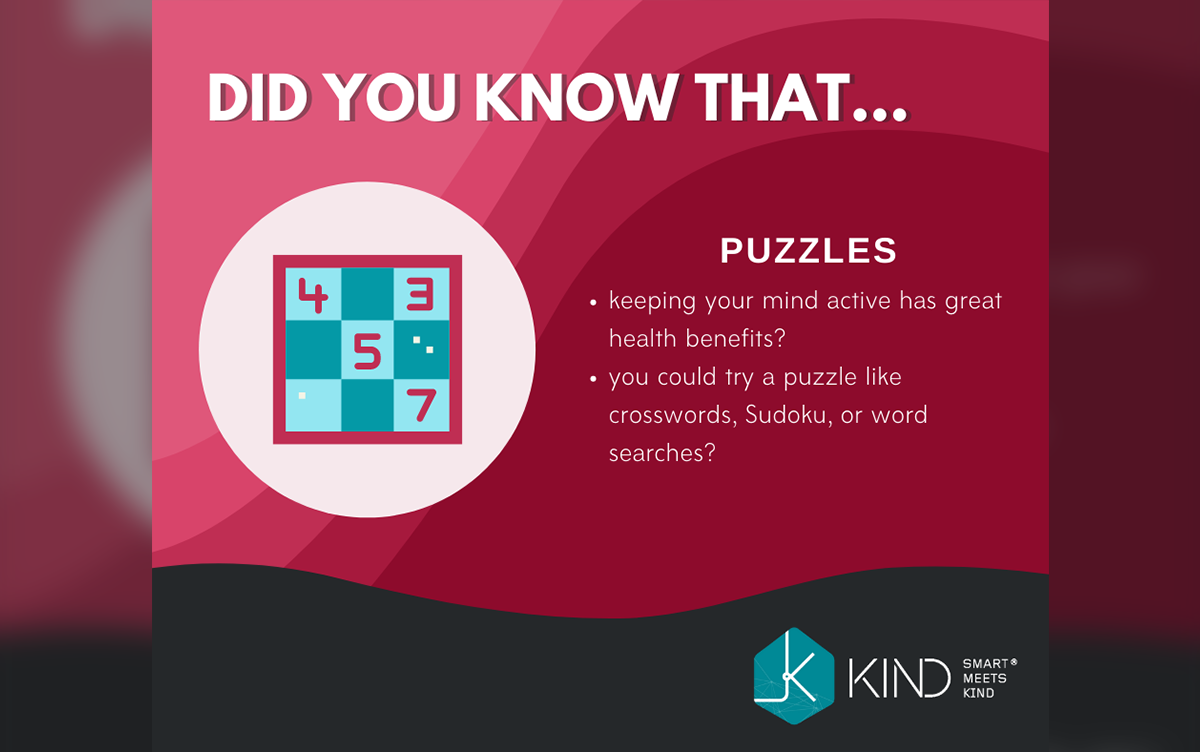 DID YOU KNOW THAT...
4 3
5
7
PUZZLES
• keeping your mind active has great
health benefits?
• you could try a puzzle like
crosswords, Sudoku, or word
searches?
KIND
SMART®
MEETS
KIND